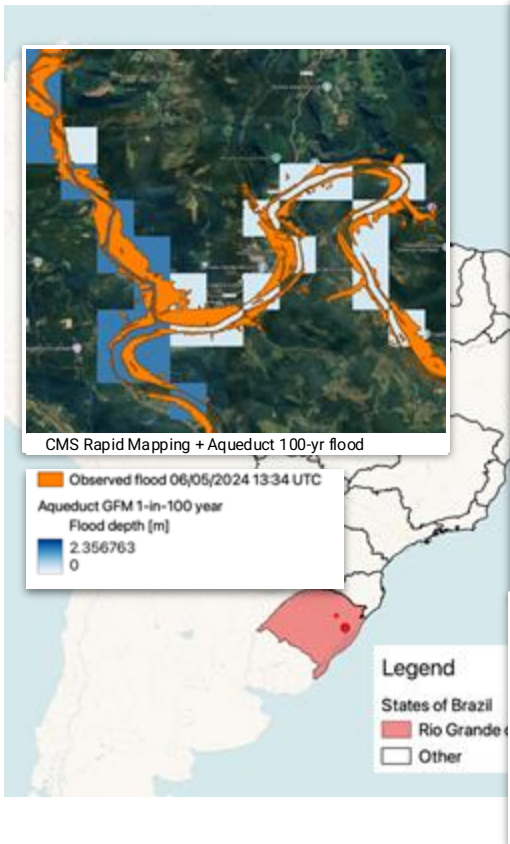 CMS Rapid Mapping + Aqueduct 100-yr flood
Observed flood 06/05/2024 13:34 UTC
Aqueduct GFM 1-in-100 year
Flood depth [m]
2.356763
0
Legend
States of Brazil
Rio Grande
Other